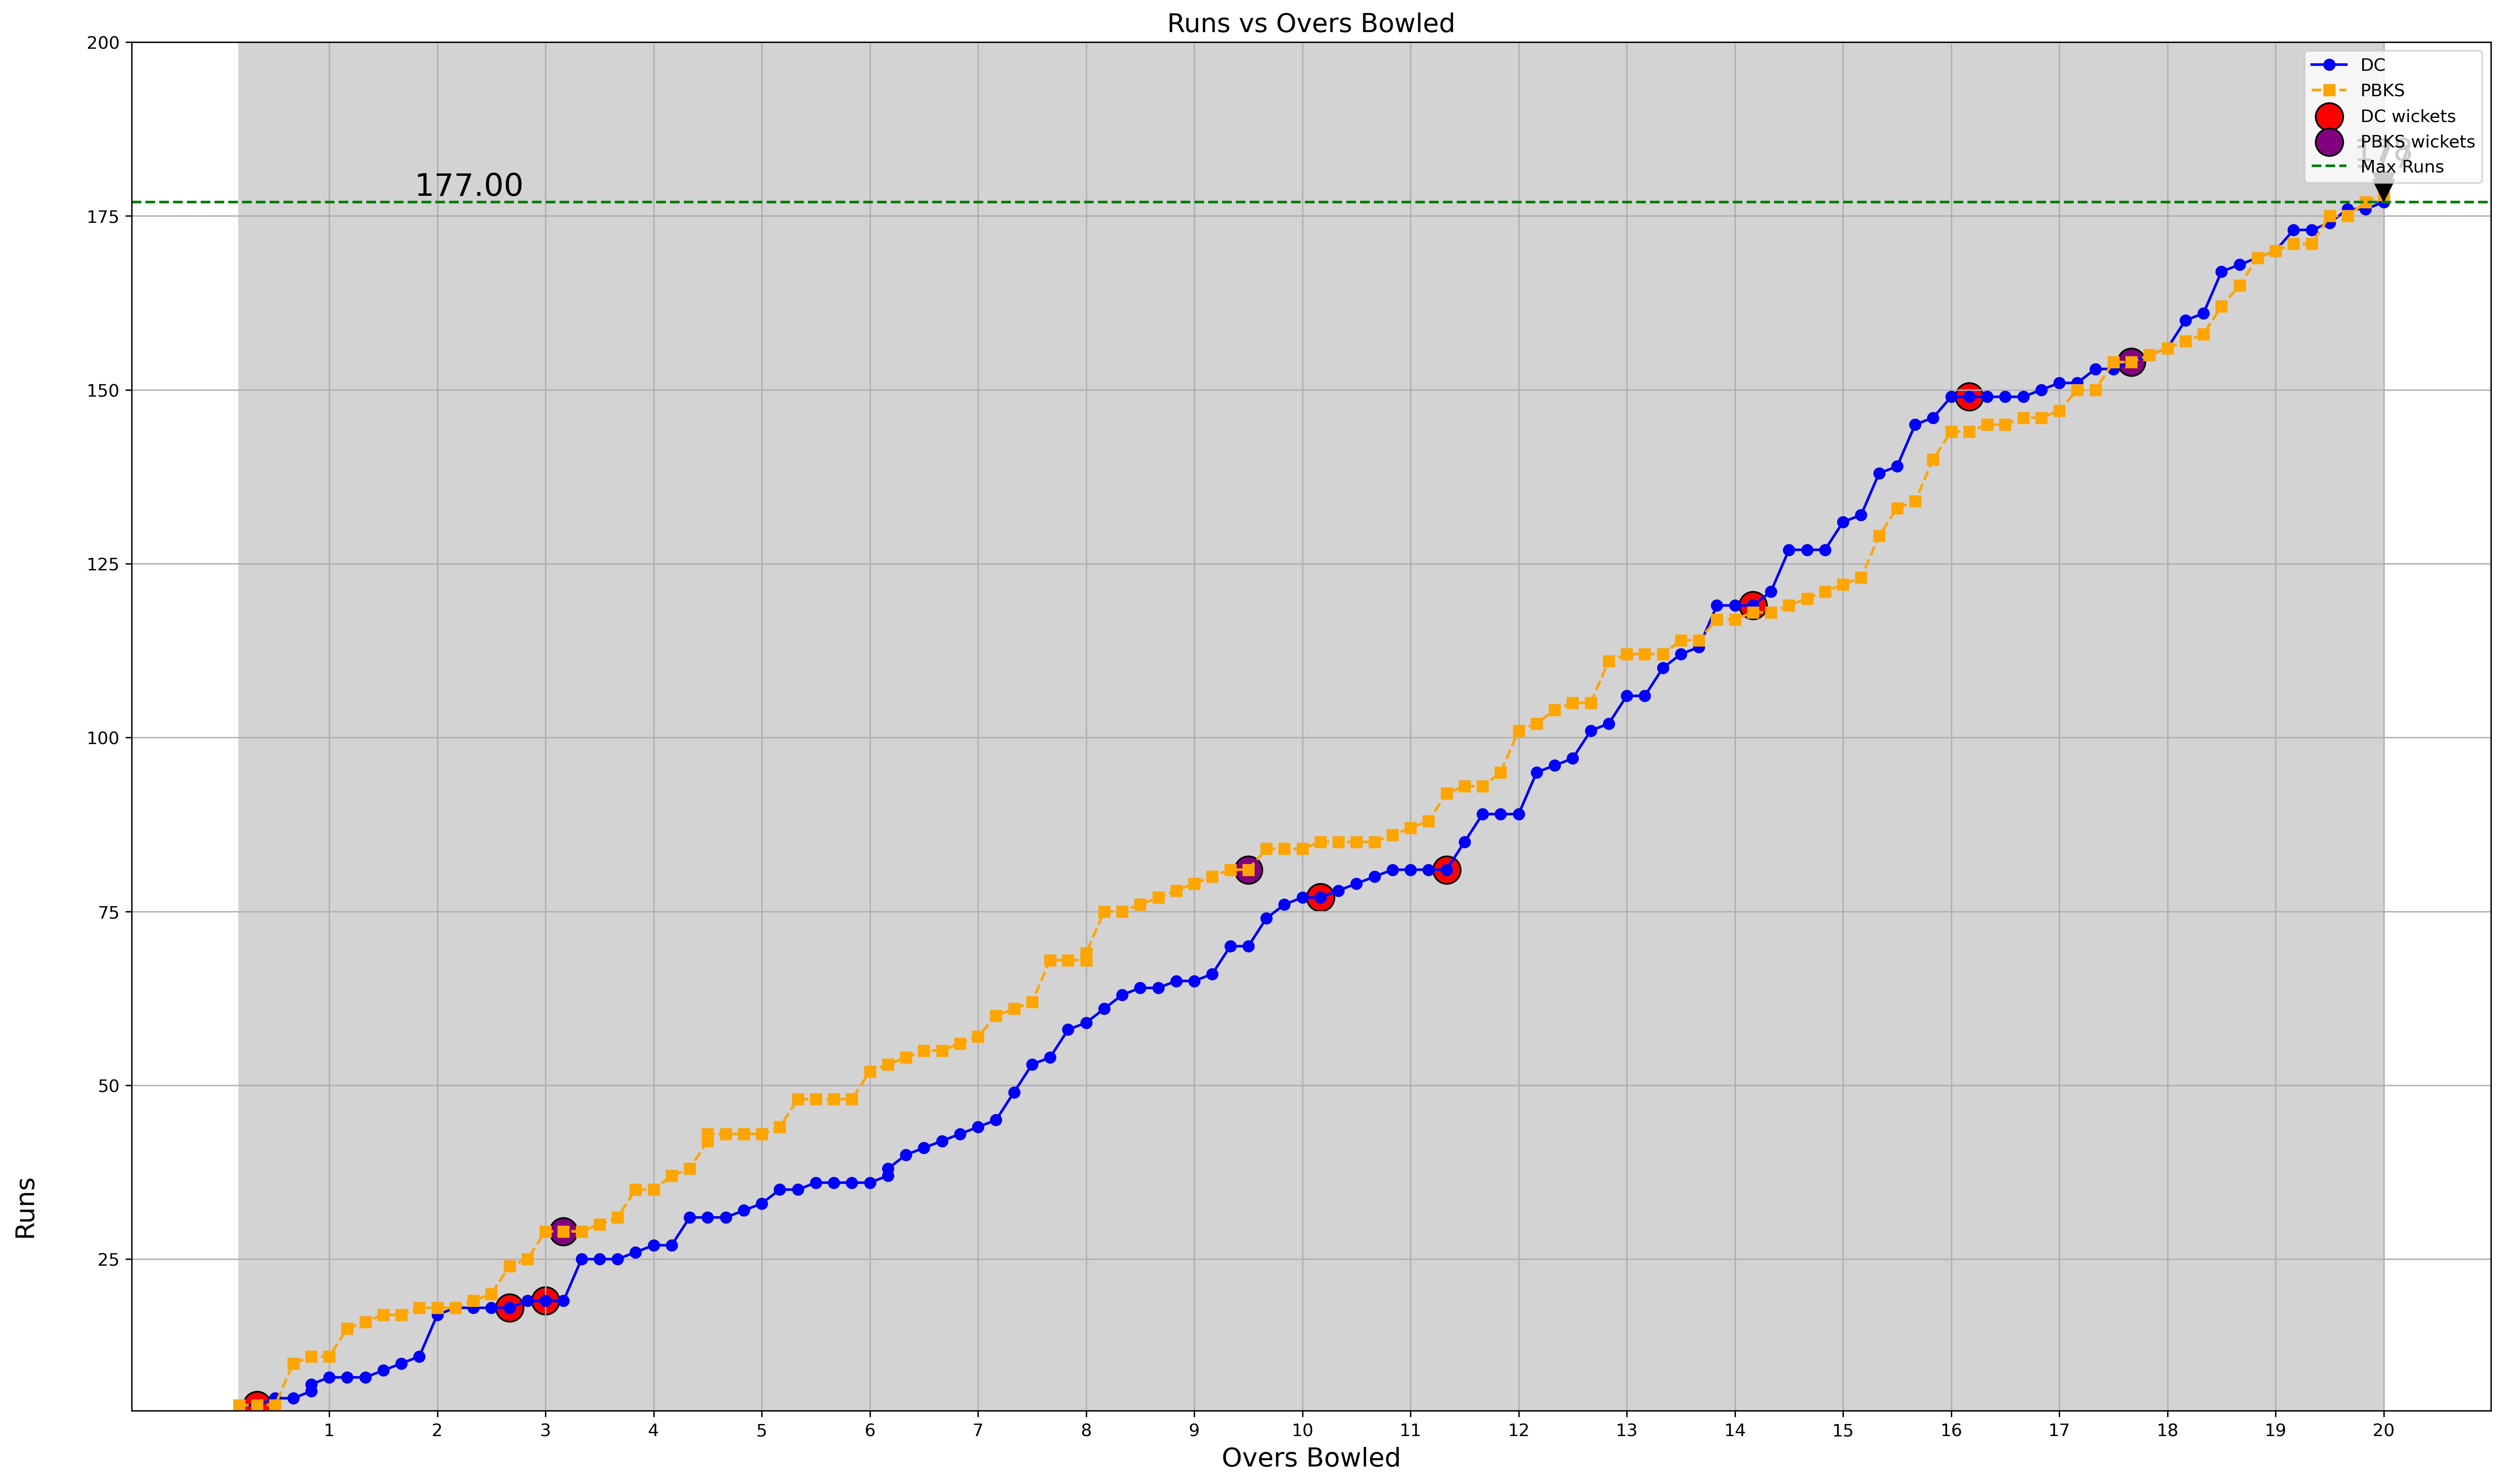 Runs vs Overs Bowled
200
175
150
125
100
75
50
25
Runs
177.00
DC
PBKS
DC wickets
PBKS wickets
Max Runs
1 2 3 4 5 6 7 8 9 10 11 12 13 14 15 16 17 18 19 20
Overs Bowled